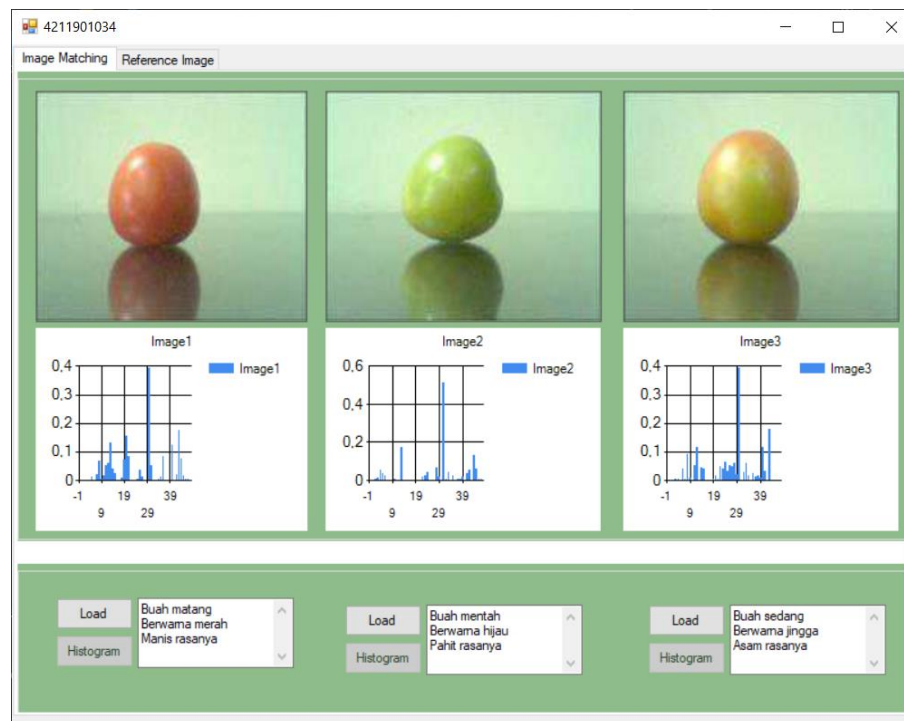 4211901034
Image Matching
Reference Image
Image1
Image1
0,4
0,3
0,2
0,1
0
-1
19
39
9
29
Image2
Image2
0,6
0,4
0,2
0
-1
19
39
9
29
Image3
Image3
0,4
0,3
0,2
0,1
0
-1
19
39
9
29
Load
Histogram
Buah matang
Berwarna merah
Manis rasanya
Load
Histogram
Buah mentah
Berwarna hijau
Pahit rasanya
Load
Histogram
Buah sedang
Berwarna jingga
Asam rasanya